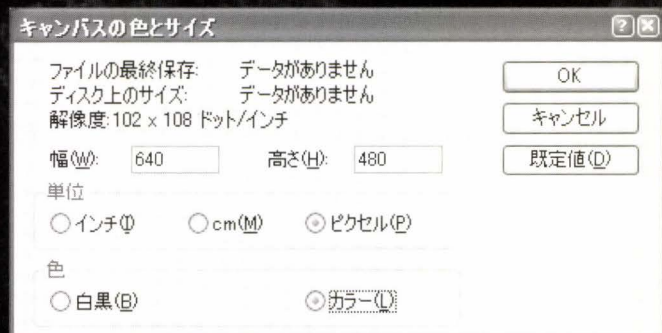 キャンバスの色とサイズ
ファイルの最終保存: データがありません
ディスク上のサイズ: データがありません
解像度:102 x 108 ドット/インチ
OK
キャンセル
幅(W): 640 高さ(H): 480 既定値(D)
単位
インチ(I) cm(M) ピクセル(P)
色
白黒(B) カラー(L)